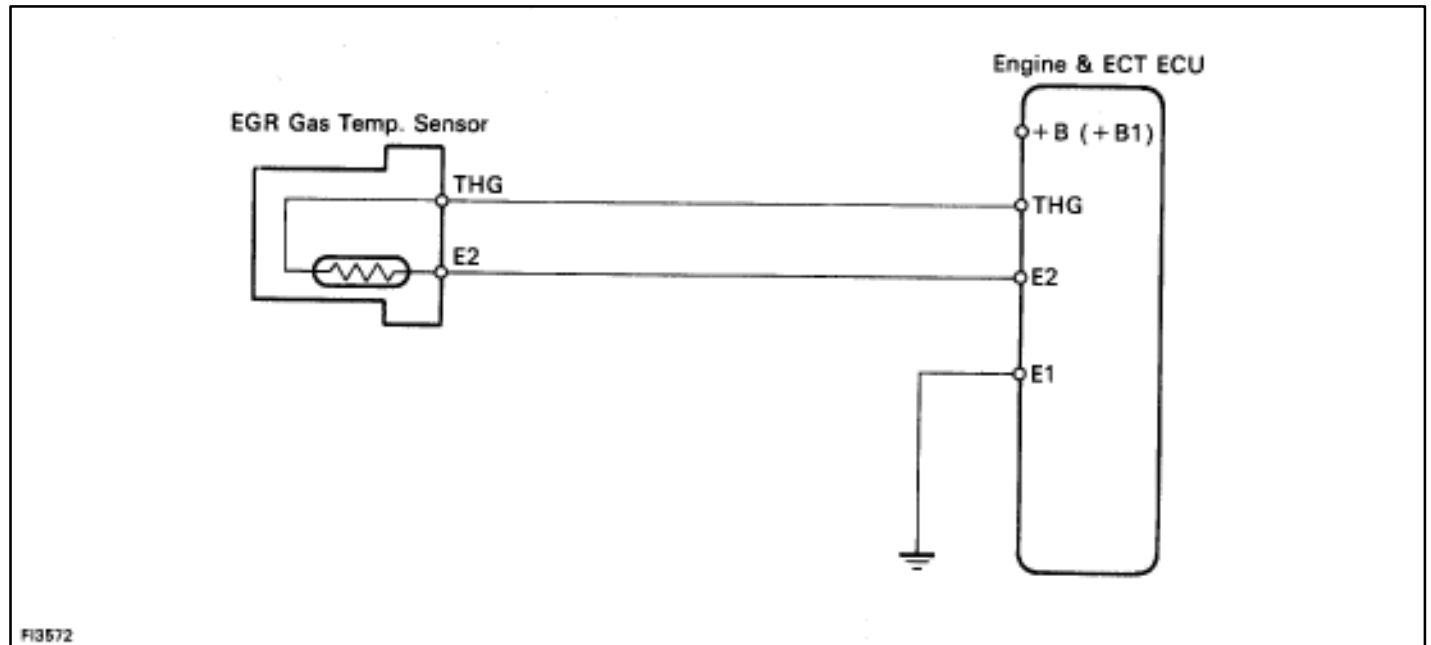 Engine & ECT ECU
EGR Gas Temp. Sensor
+B (+B1)
THG
THG
E2
E2
E1
FI3572